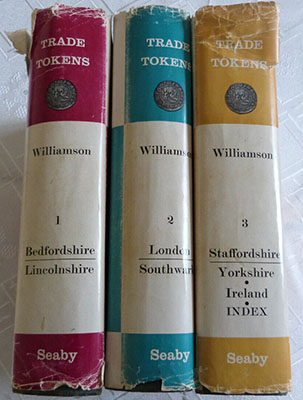 TRADE
TOKENS
Williamson
1
Bedfordshire
Lincolnshire
Seaby
TRADE
TOKENS
Williamson
2
London
Southwar
Seaby
TRADE
TOKENS
Williamson
3
Staffordshire
Yorkshire
•
Ireland
•
INDEX
Seaby